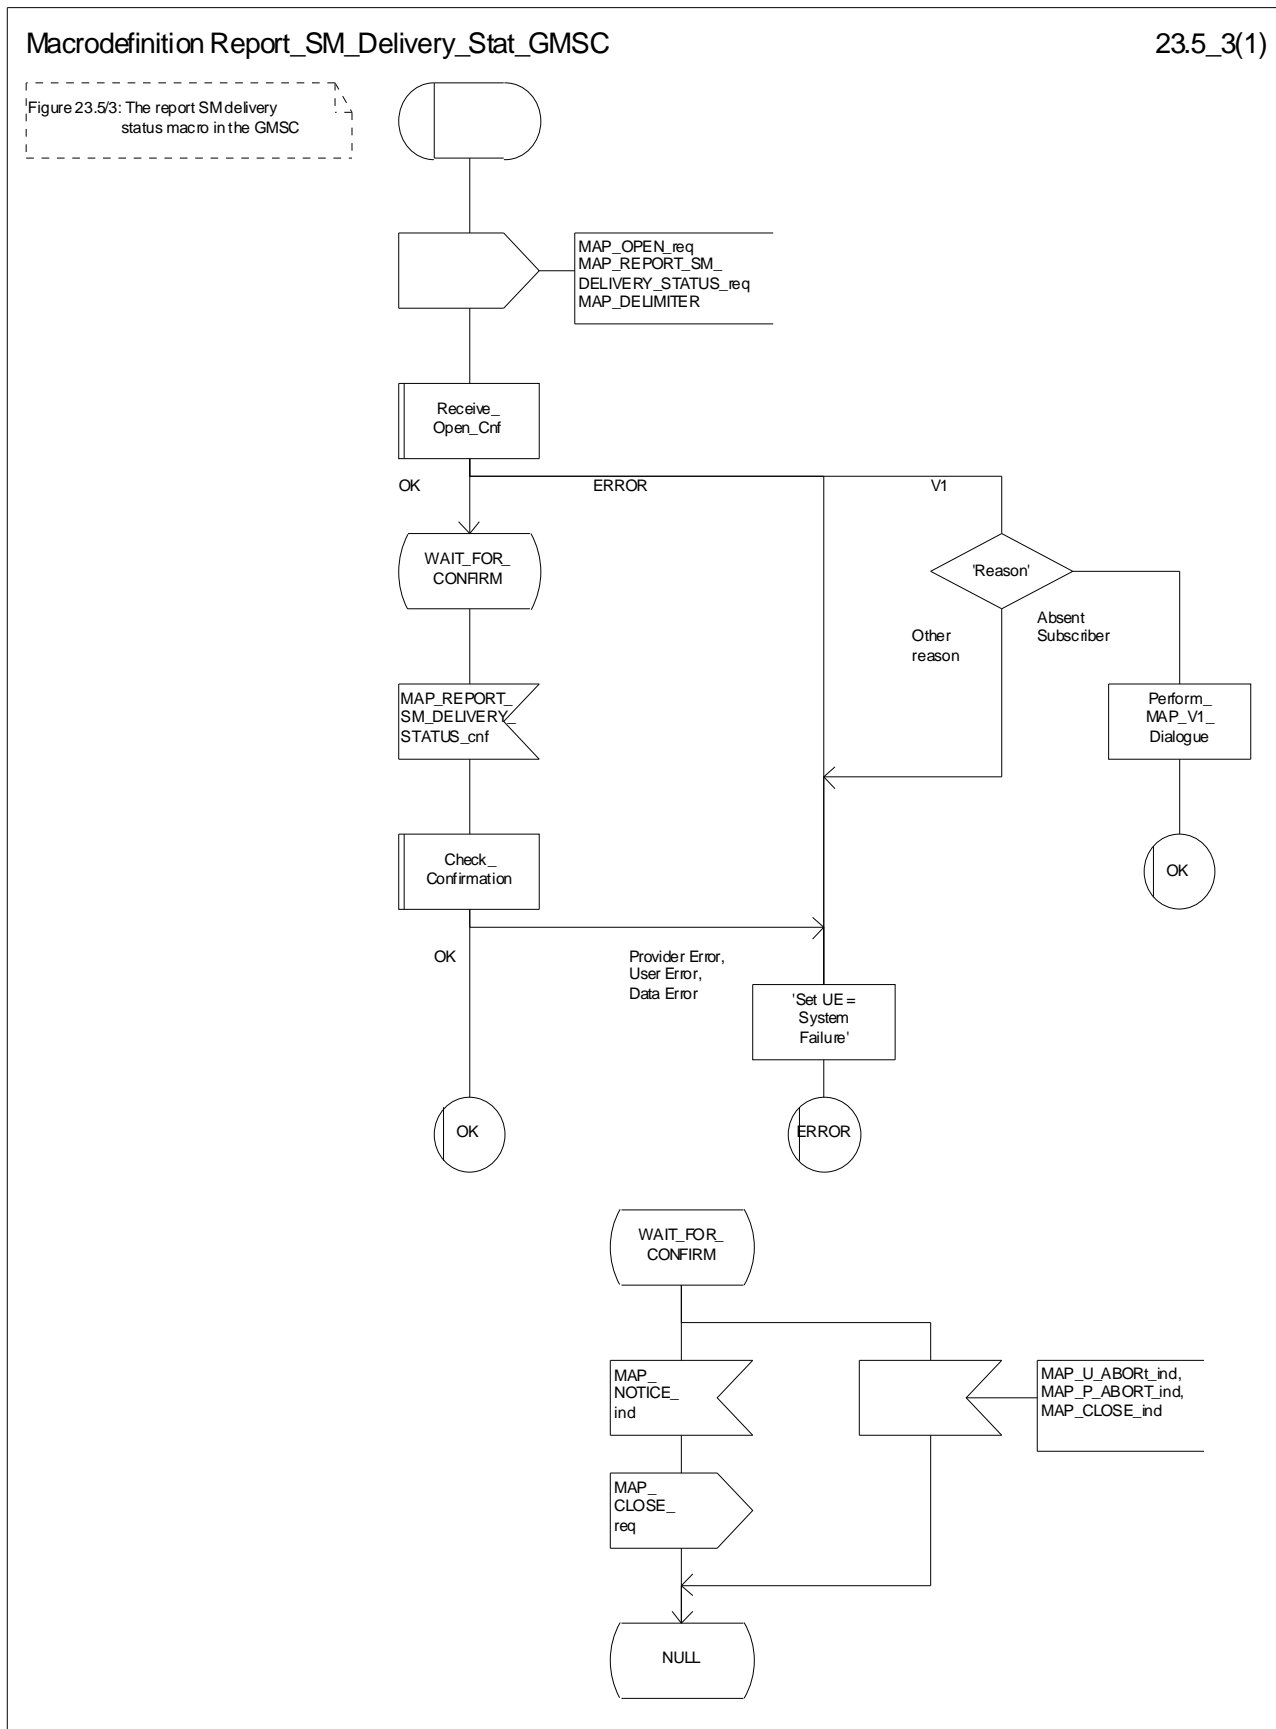 Macrodefinition Report_SM_Delivery_Stat_GMSC
23.5_3(1)
Figure 23.5/3: The report SM delivery
status macro in the GMSC
MAP_OPEN_req
MAP_REPORT_SM_
DELIVERY_STATUS_req
MAP_DELIMITER
Receive_
Open_Cnf
OK
ERROR
V1
WAIT_FOR_
CONFIRM
'Reason'
Other
reason
Absent
Subscriber
MAP_REPORT_
SM_DELIVERY_
STATUS_cnf
Perform_
MAP_V1_
Dialogue
Check_
Confirmation
OK
OK
Provider Error,
User Error,
Data Error
'Set UE =
System
Failure'
OK
ERROR
WAIT_FOR_
CONFIRM
MAP_
NOTICE_
ind
MAP_U_ABORt_ind,
MAP_P_ABORT_ind,
MAP_CLOSE_ind
MAP_
CLOSE_
req
NULL